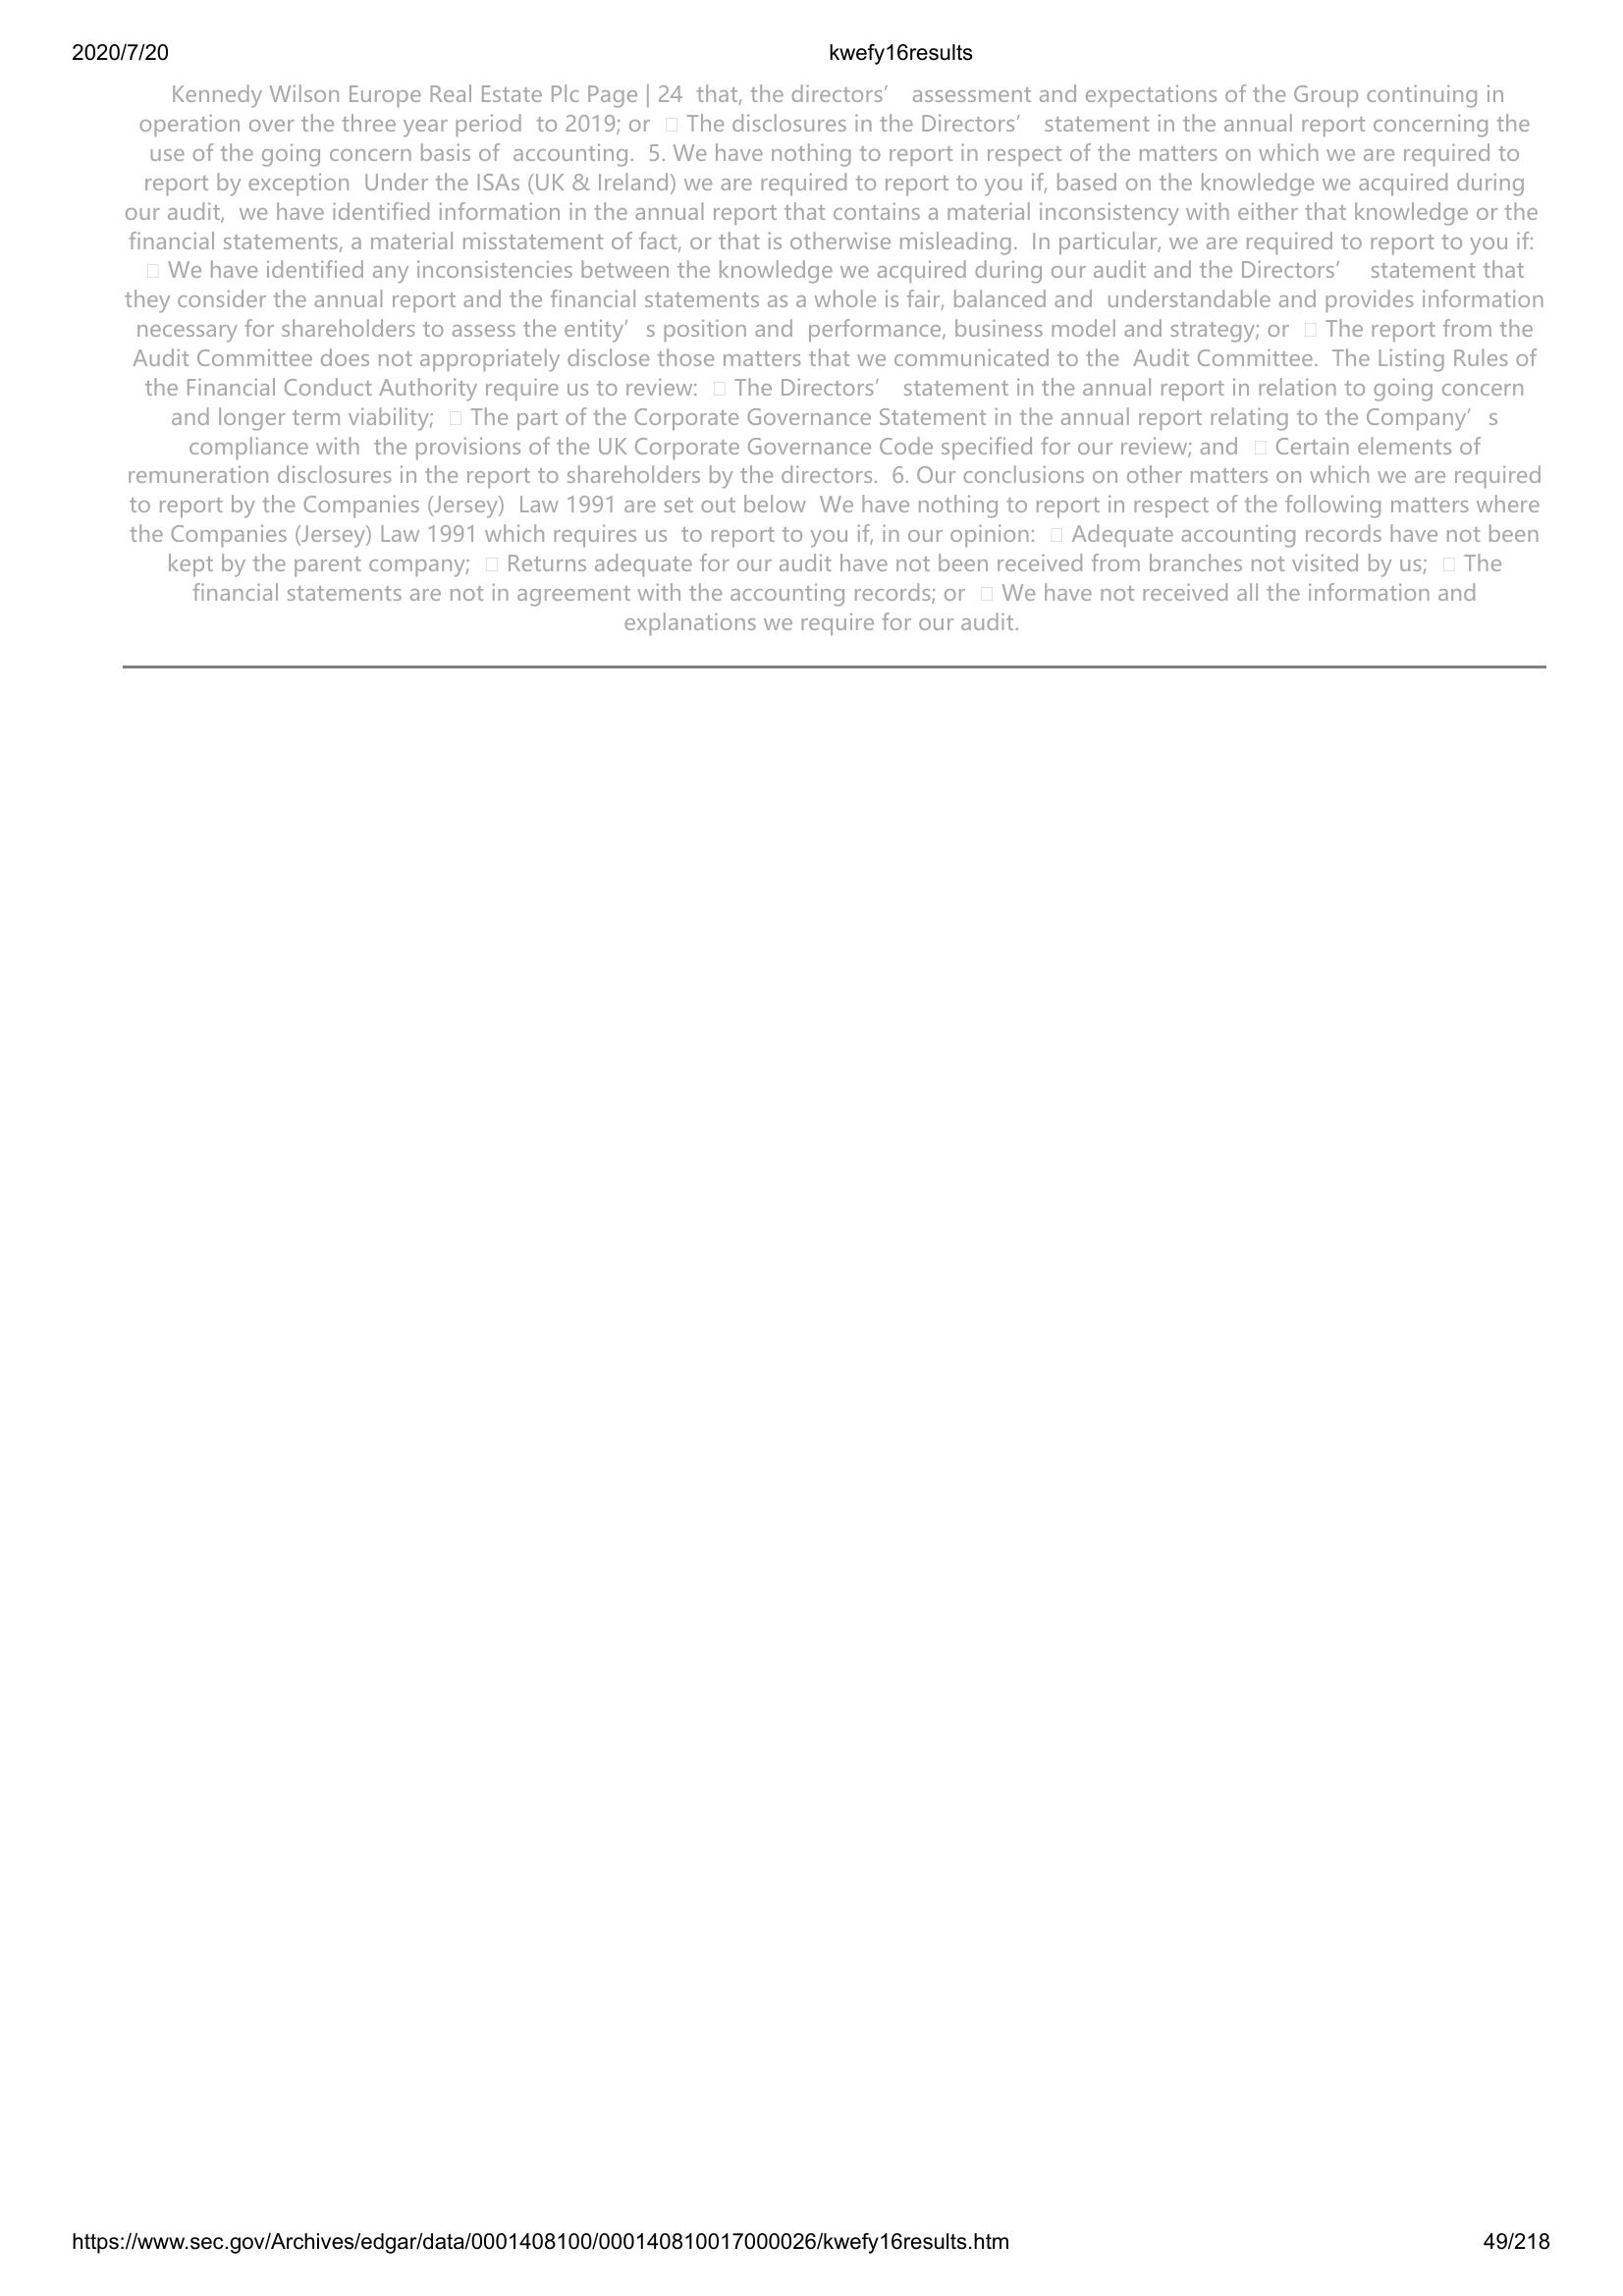 2020/7/20 kwefy16results
Kennedy Wilson Europe Real Estate Plc Page | 24 that, the directors’ assessment and expectations of the Group continuing in
operation over the three year period to 2019; or □ The disclosures in the Directors’ statement in the annual report concerning the
use of the going concern basis of accounting. 5. We have nothing to report in respect of the matters on which we are required to
report by exception Under the ISAs (UK & Ireland) we are required to report to you if, based on the knowledge we acquired during
our audit, we have identified information in the annual report that contains a material inconsistency with either that knowledge or the
financial statements, a material misstatement of fact, or that is otherwise misleading. In particular, we are required to report to you if:
□ We have identified any inconsistencies between the knowledge we acquired during our audit and the Directors’ statement that
they consider the annual report and the financial statements as a whole is fair, balanced and understandable and provides information
necessary for shareholders to assess the entity’ s position and performance, business model and strategy; or □ The report from the
Audit Committee does not appropriately disclose those matters that we communicated to the Audit Committee. The Listing Rules of
the Financial Conduct Authority require us to review: □ The Directors’ statement in the annual report in relation to going concern
and longer term viability; □ The part of the Corporate Governance Statement in the annual report relating to the Company’ s
compliance with the provisions of the UK Corporate Governance Code specified for our review; and □ Certain elements of
remuneration disclosures in the report to shareholders by the directors. 6. Our conclusions on other matters on which we are required
to report by the Companies (Jersey) Law 1991 are set out below We have nothing to report in respect of the following matters where
the Companies (Jersey) Law 1991 which requires us to report to you if, in our opinion: □ Adequate accounting records have not been
kept by the parent company; □ Returns adequate for our audit have not been received from branches not visited by us; □ The
financial statements are not in agreement with the accounting records; or □ We have not received all the information and
explanations we require for our audit.
https://www.sec.gov/Archives/edgar/data/0001408100/000140810017000026/kwefy16results.htm 49/218